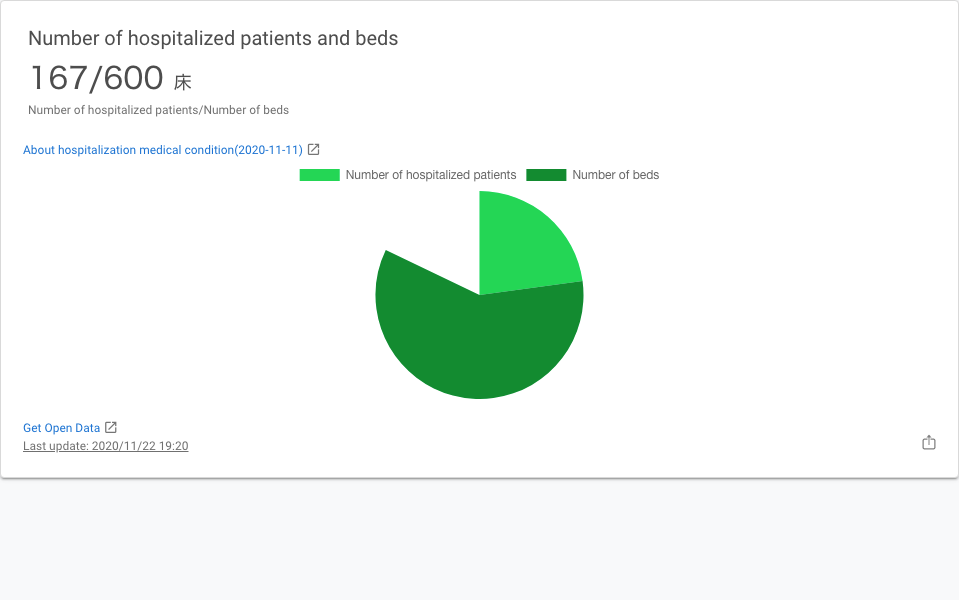 Number of hospitalized patients and beds
167/600 床
Number of hospitalized patients/Number of beds
About hospitalization medical condition(2020-11-11)
Number of hospitalized patients Number of beds
Get Open Data
Last update: 2020/11/22 19:20